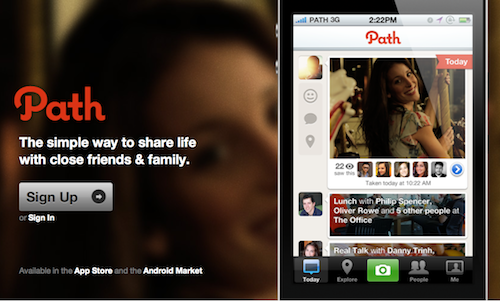 Path
The simple way to share life
with close friends & family.
Sign Up
or Sign In
Available in the App Store and the Android Market
PATH 3G
2:22PM
Path
Today
22
saw this
Taken today at 10:22 AM
Lunch with Philip Spencer,
Oliver Rowe and 5 other people at
The Office
Real Talk with Danny Trinh,
Today
Explore
People
Me